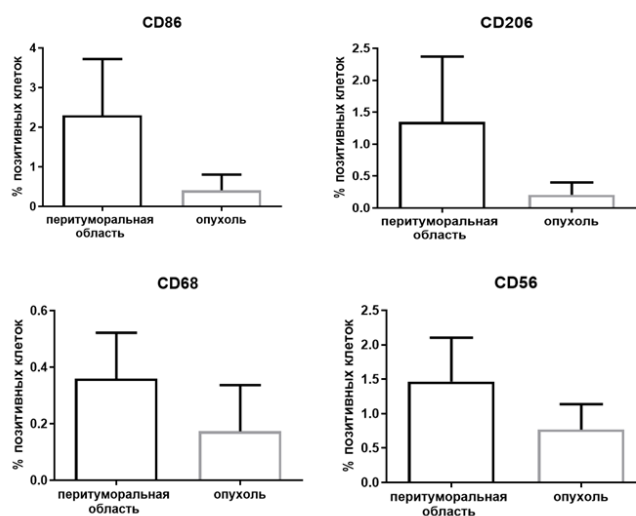 CD86
% позитивных клеток
4
3
2
1
0
перитуморальная
область
опухоль
CD206
% позитивных клеток
2.5
2.0
1.5
1.0
0.5
0.0
перитуморальная
область
опухоль
CD68
% позитивных клеток
0.6
0.4
0.2
0.0
перитуморальная
область
опухоль
CD56
% позитивных клеток
2.5
2.0
1.5
1.0
0.5
0.0
перитуморальная
область
опухоль